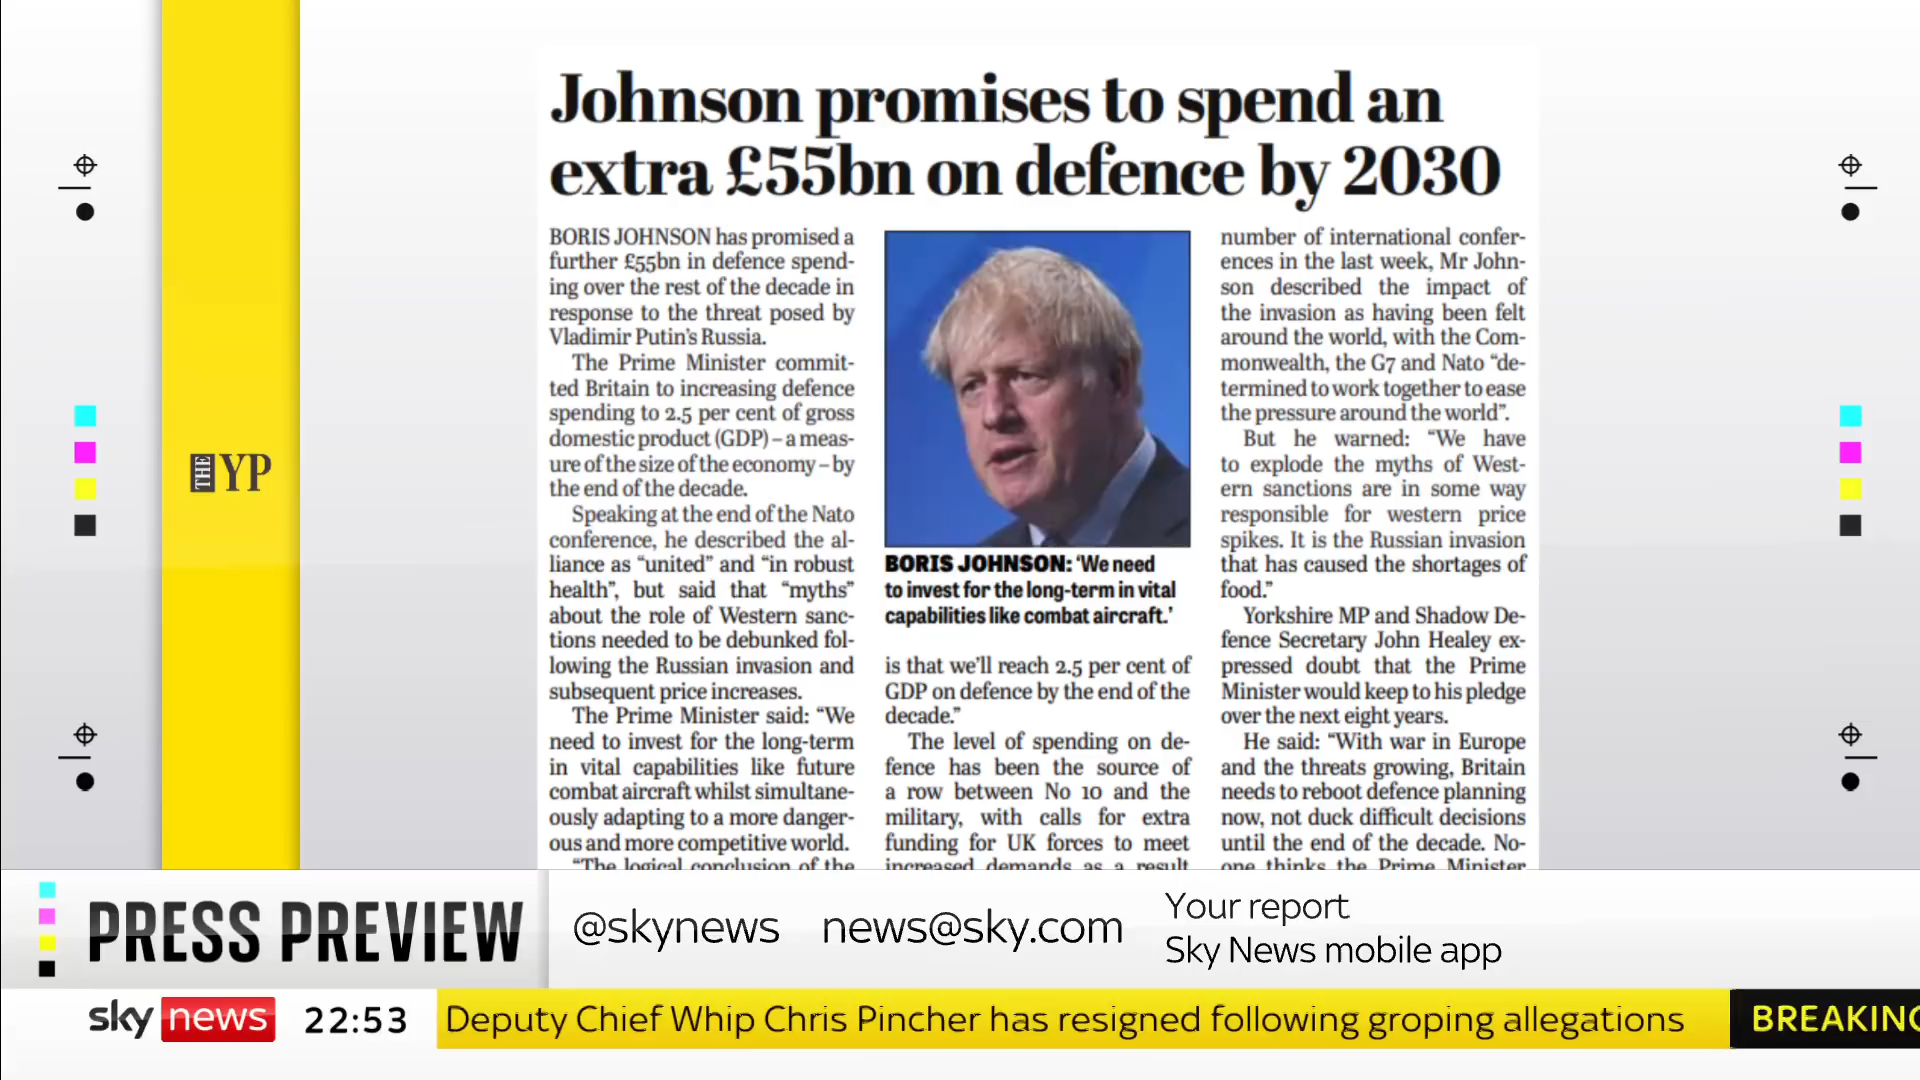 Johnson promises to spend an
extra £55bn on defence by 2030
BORIS JOHNSON has promised a
further £55bn in defence spend-
ing over the rest of the decade in
response to the threat posed by
Vladimir Putin's Russia.
The Prime Minister commit-
ted Britain to increasing defence
spending to 2.5 per cent of gross
domestic product (GDP) – a meas-
ure of the size of the economy – by
the end of the decade.
Speaking at the end of the Nato
conference, he described the al-
liance as “united” and “in robust
health”, but said that “myths”
about the role of Western sanc-
tions needed to be debunked fol-
lowing the Russian invasion and
subsequent price increases.
The Prime Minister said: “We
need to invest for the long-term
in vital capabilities like future
combat aircraft whilst simultane-
ously adapting to a more danger-
ous and more competitive world.
“The logical conclusion of the
BORIS JOHNSON: ‘We need
to invest for the long-term in vital
capabilities like combat aircraft.’
is that we'll reach 2.5 per cent of
GDP on defence by the end of the
decade.”
The level of spending on de-
fence has been the source of
a row between No 10 and the
military, with calls for extra
funding for UK forces to meet
increased demands as a result
number of international confer-
ences in the last week, Mr John-
son described the impact of
the invasion as having been felt
around the world, with the Com-
monwealth, the G7 and Nato “de-
termined to work together to ease
the pressure around the world”.
But he warned: “We have
to explode the myths of West-
ern sanctions are in some way
responsible for western price
spikes. It is the Russian invasion
that has caused the shortages of
food.”
Yorkshire MP and Shadow De-
fence Secretary John Healey ex-
pressed doubt that the Prime
Minister would keep to his pledge
over the next eight years.
He said: “With war in Europe
and the threats growing, Britain
needs to reboot defence planning
now, not duck difficult decisions
until the end of the decade. No-
one thinks the Prime Minister
THE YP
PRESS PREVIEW
@skynews news@sky.com
Your report
Sky News mobile app
sky news 22:53 Deputy Chief Whip Chris Pincher has resigned following groping allegations BREAKING